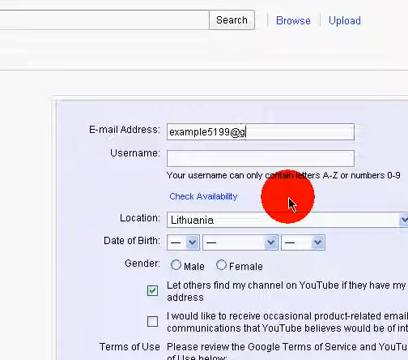 Search Browse Upload
E-mail Address: example5199@g
Username:
Your username can only contain letters A-Z or numbers 0-9
Check Availability
Location: Lithuania
Date of Birth: — — —
Gender: Male Female
Let others find my channel on YouTube if they have my
address
I would like to receive occasional product-related email
communications that YouTube believes would be of int
Terms of Use Please review the Google Terms of Service and YouTu
of Use below: